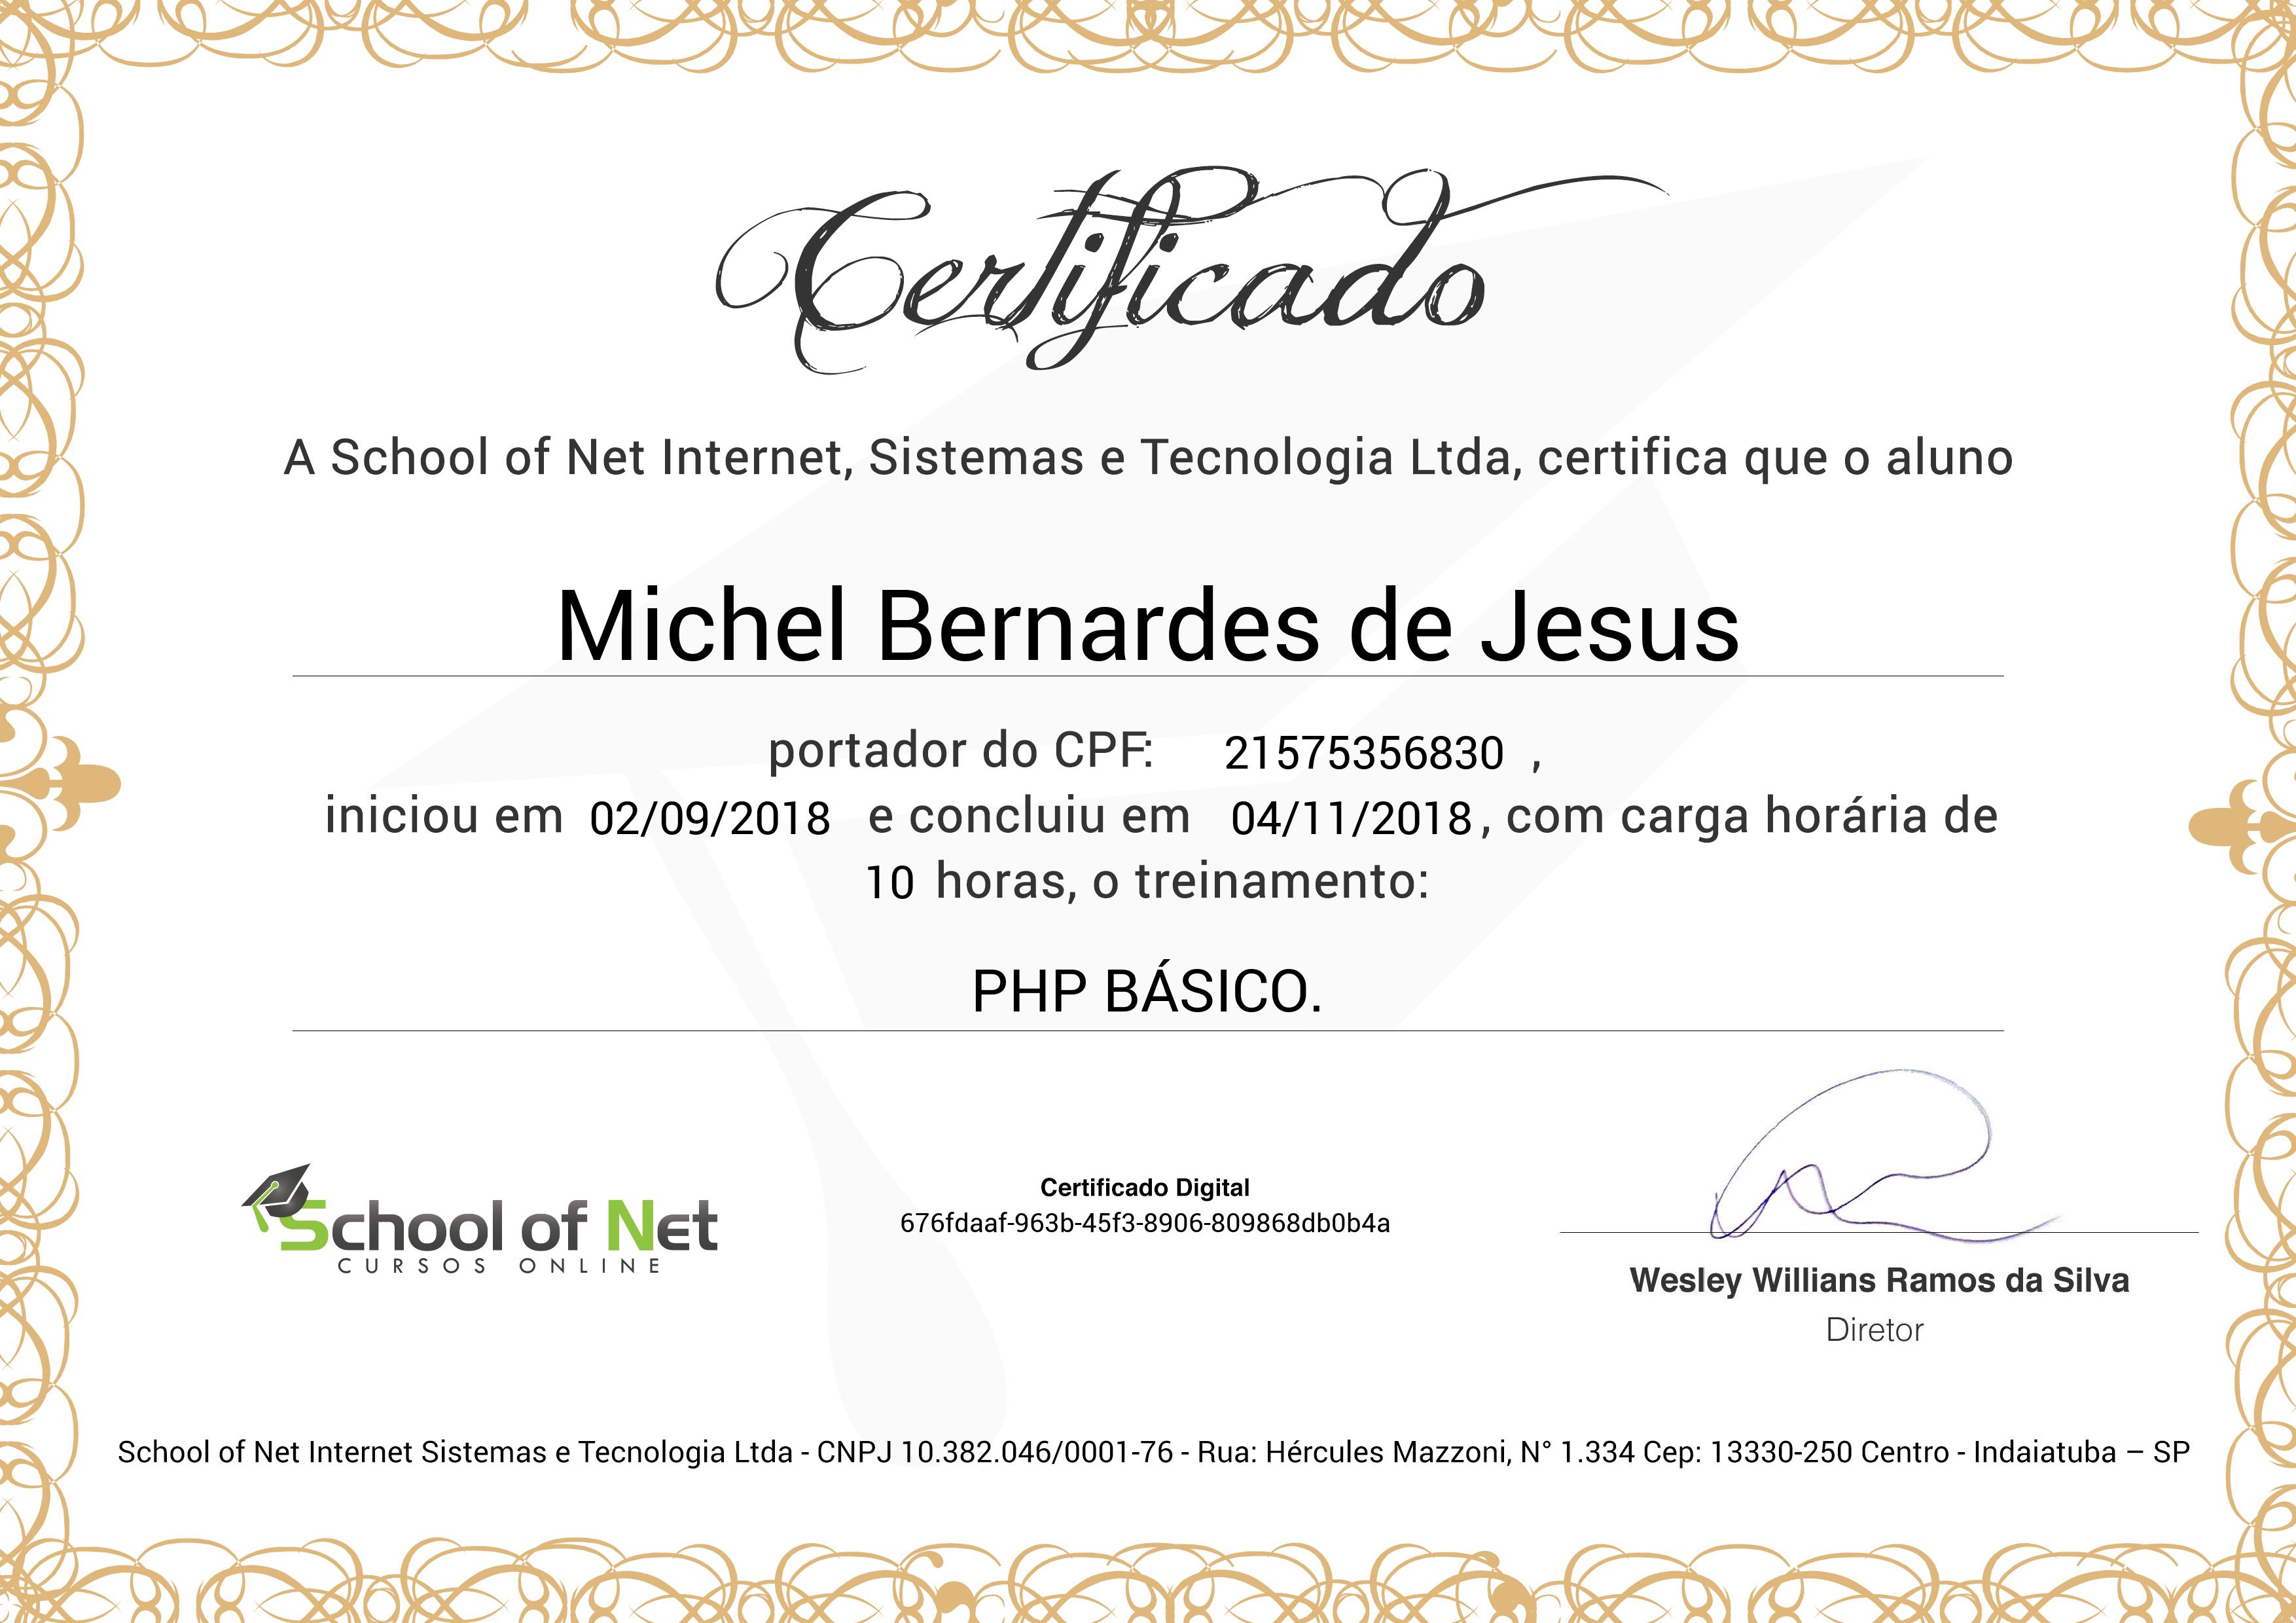 Certificado
A School of Net Internet, Sistemas e Tecnologia Ltda, certifica que o aluno
Michel Bernardes de Jesus
portador do CPF: 21575356830 ,
iniciou em 02/09/2018 e concluiu em 04/11/2018, com carga horária de
10 horas, o treinamento:
PHP BÁSICO.
School of Net
CURSOS ONLINE
Certificado Digital
676fdaaf-963b-45f3-8906-809868db0b4a
Wesley Willians Ramos da Silva
Diretor
School of Net Internet Sistemas e Tecnologia Ltda - CNPJ 10.382.046/0001-76 - Rua: Hércules Mazzoni, N° 1.334 Cep: 13330-250 Centro - Indaiatuba – SP